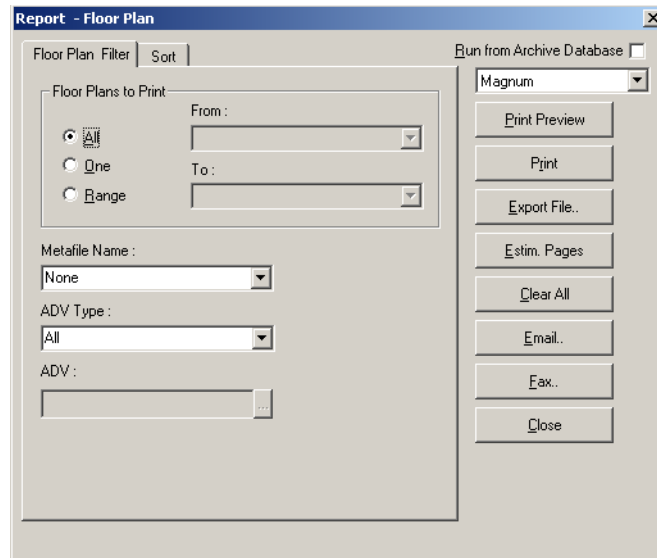 Report - Floor Plan
Floor Plan Filter
Sort
Run from Archive Database
Magnum
Floor Plans to Print
From :
All
One
To :
Range
Metafile Name :
None
ADV Type :
All
ADV :
...
Print Preview
Print
Export File..
Estim. Pages
Clear All
Email..
Fax..
Close